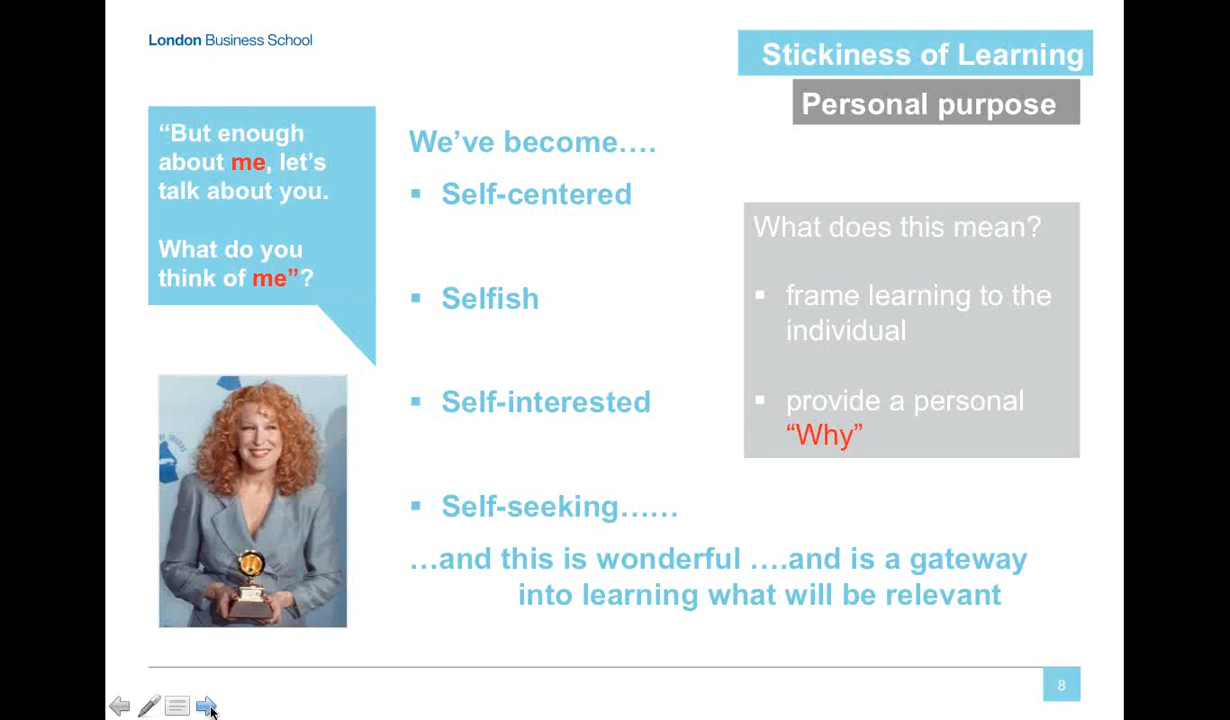 London Business School
Stickiness of Learning
Personal purpose
“But enough
about me, let’s
talk about you.
What do you
think of me”?
We’ve become….
▪ Self-centered
▪ Selfish
▪ Self-interested
▪ Self-seeking……
…and this is wonderful ….and is a gateway
into learning what will be relevant
What does this mean?
▪ frame learning to the
individual
▪ provide a personal
“Why”
8